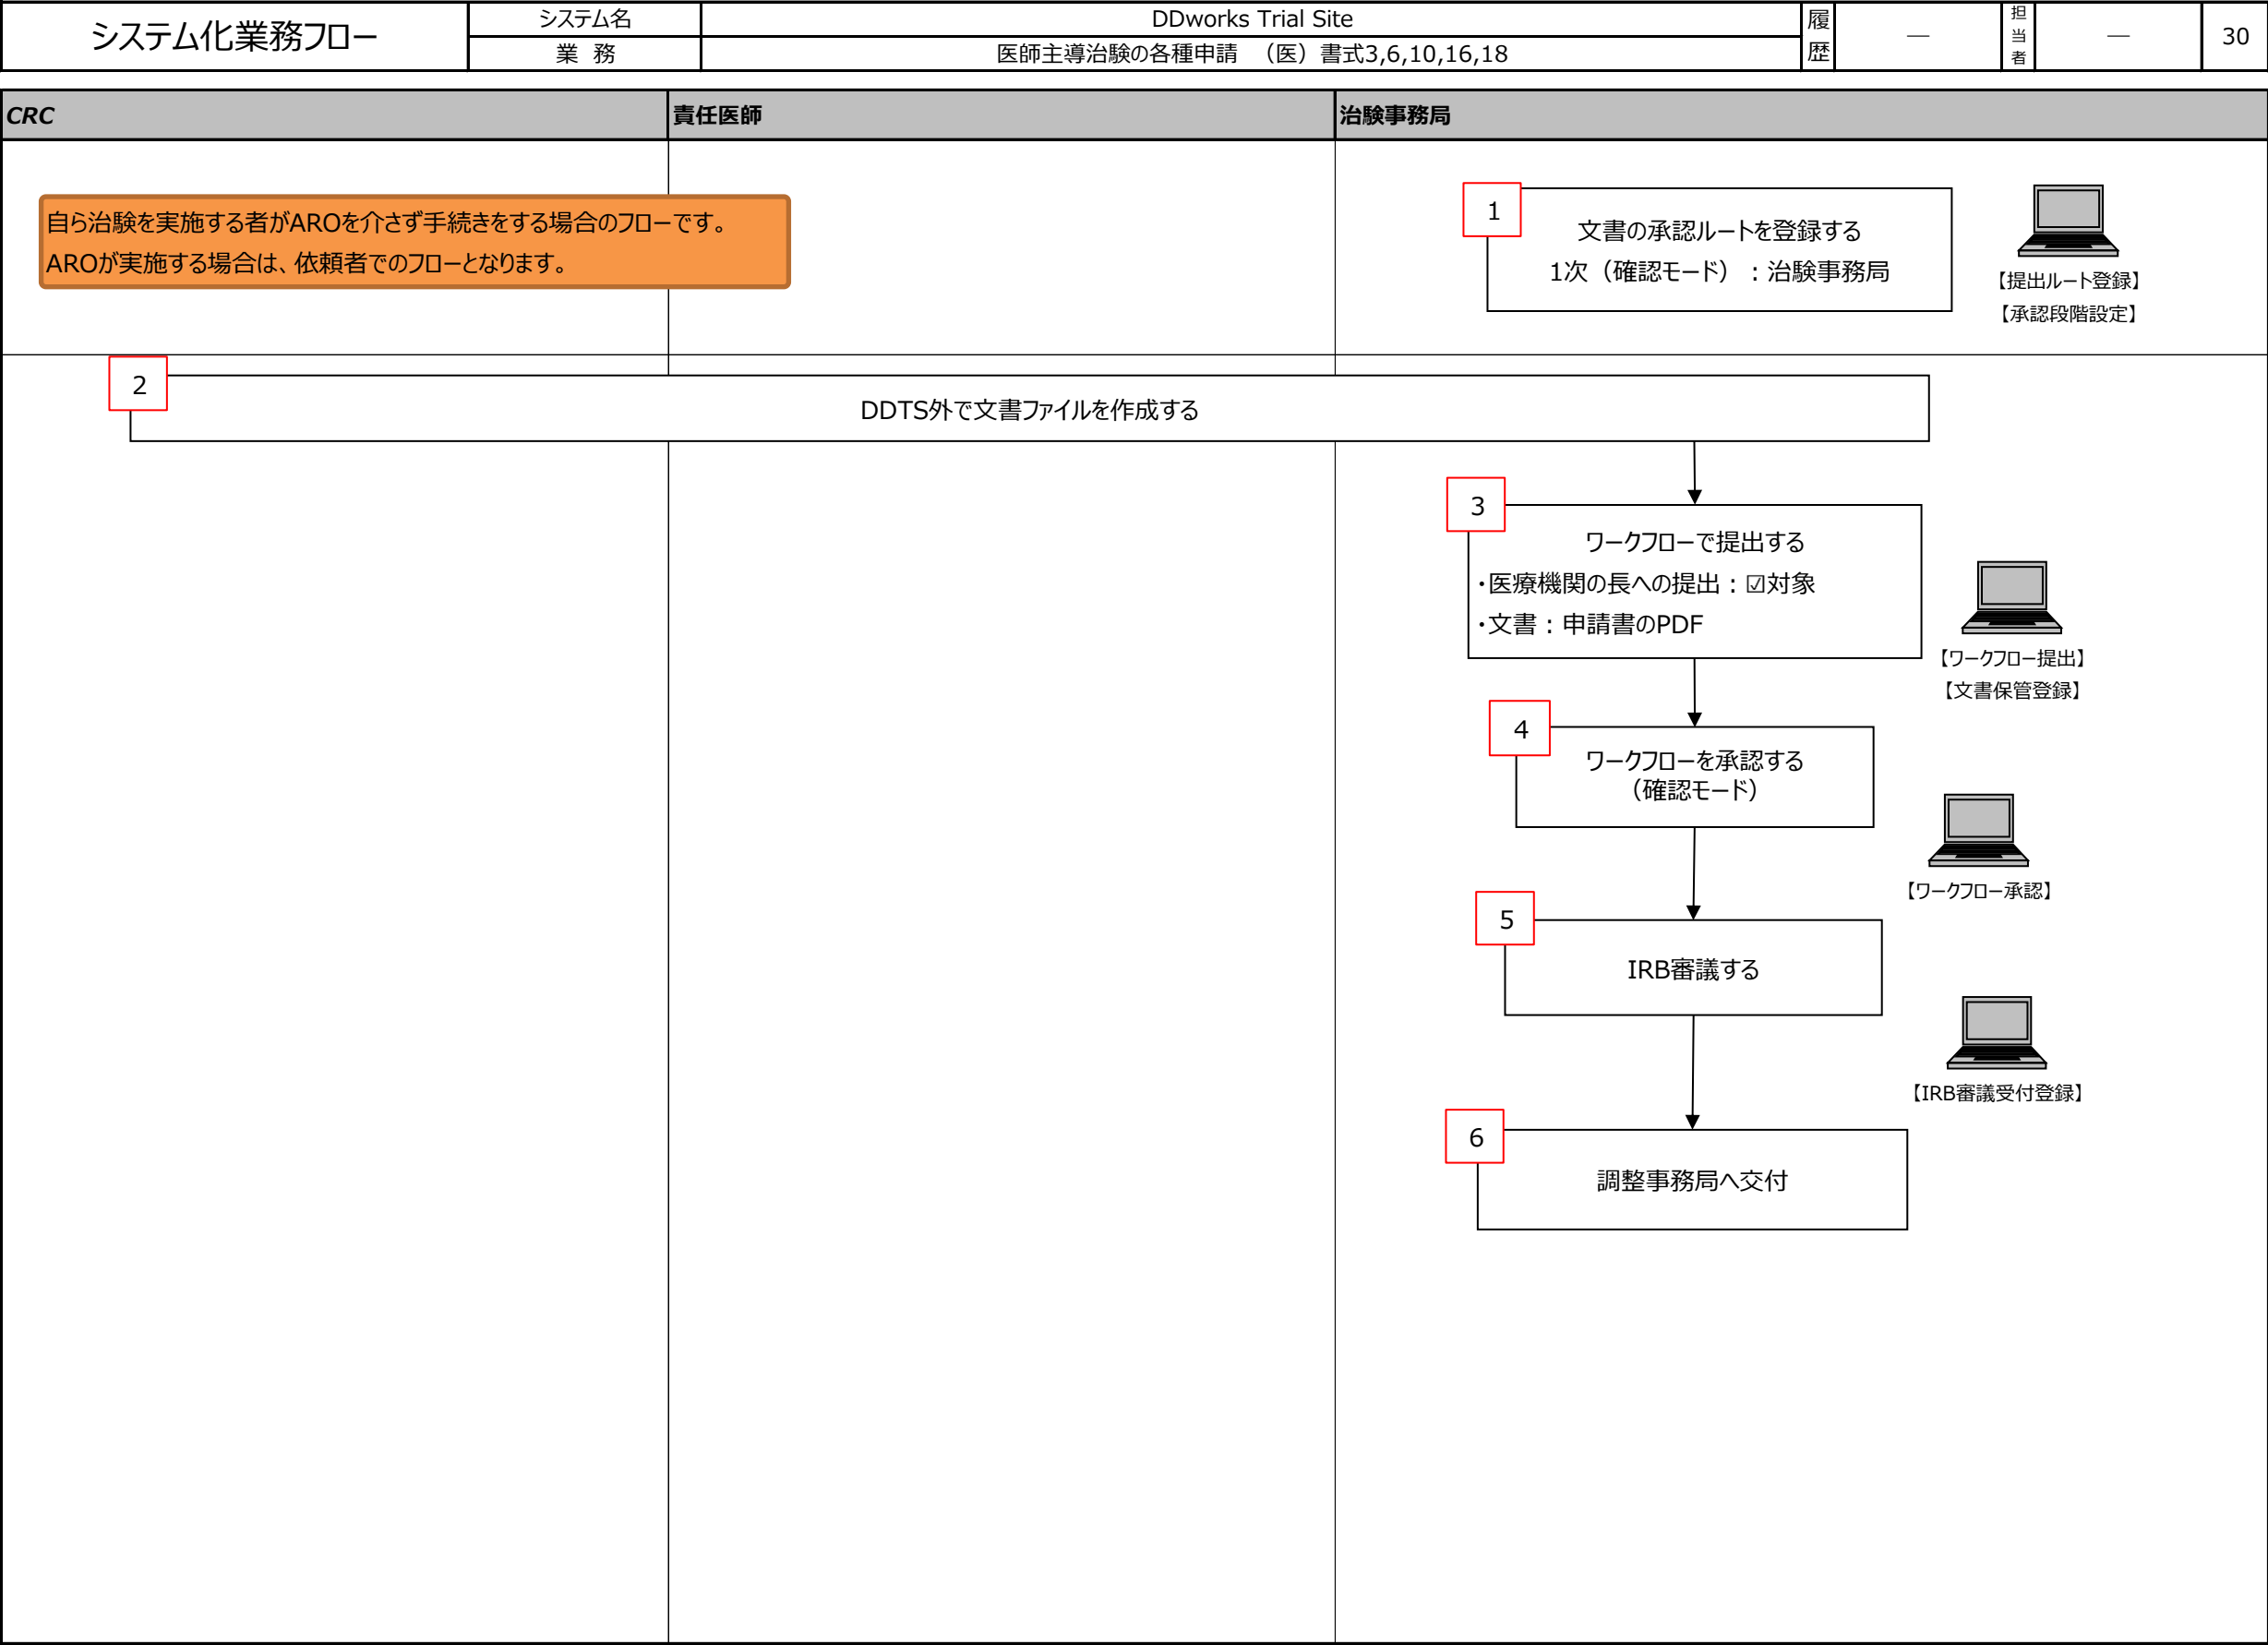 システム化業務フロー
システム名
DDworks Trial Site
業 務
医師主導治験の各種申請 （医）書式3,6,10,16,18
履歴
―
担当者
―
30
CRC
責任医師
治験事務局
自ら治験を実施する者がAROを介さず手続きをする場合のフローです。
AROが実施する場合は、依頼者でのフローとなります。
1
文書の承認ルートを登録する
1次（確認モード）：治験事務局
【提出ルート登録】
【承認段階設定】
2
DDTS外で文書ファイルを作成する
3
ワークフローで提出する
・医療機関の長への提出：☑対象
・文書：申請書のPDF
【ワークフロー提出】
【文書保管登録】
4
ワークフローを承認する
（確認モード）
【ワークフロー承認】
5
IRB審議する
【IRB審議受付登録】
6
調整事務局へ交付